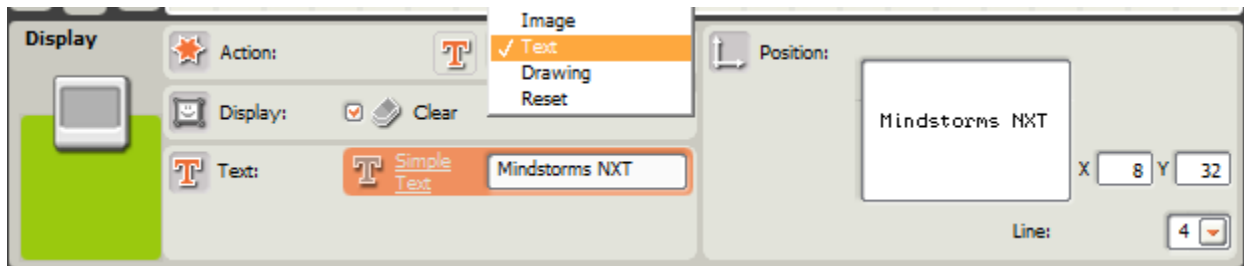 Display
Action:
Image
Text
Drawing
Reset
Display:
Clear
Text:
Simple
Text
Mindstorms NXT
Position:
Mindstorms NXT
X 8 Y 32
Line: 4